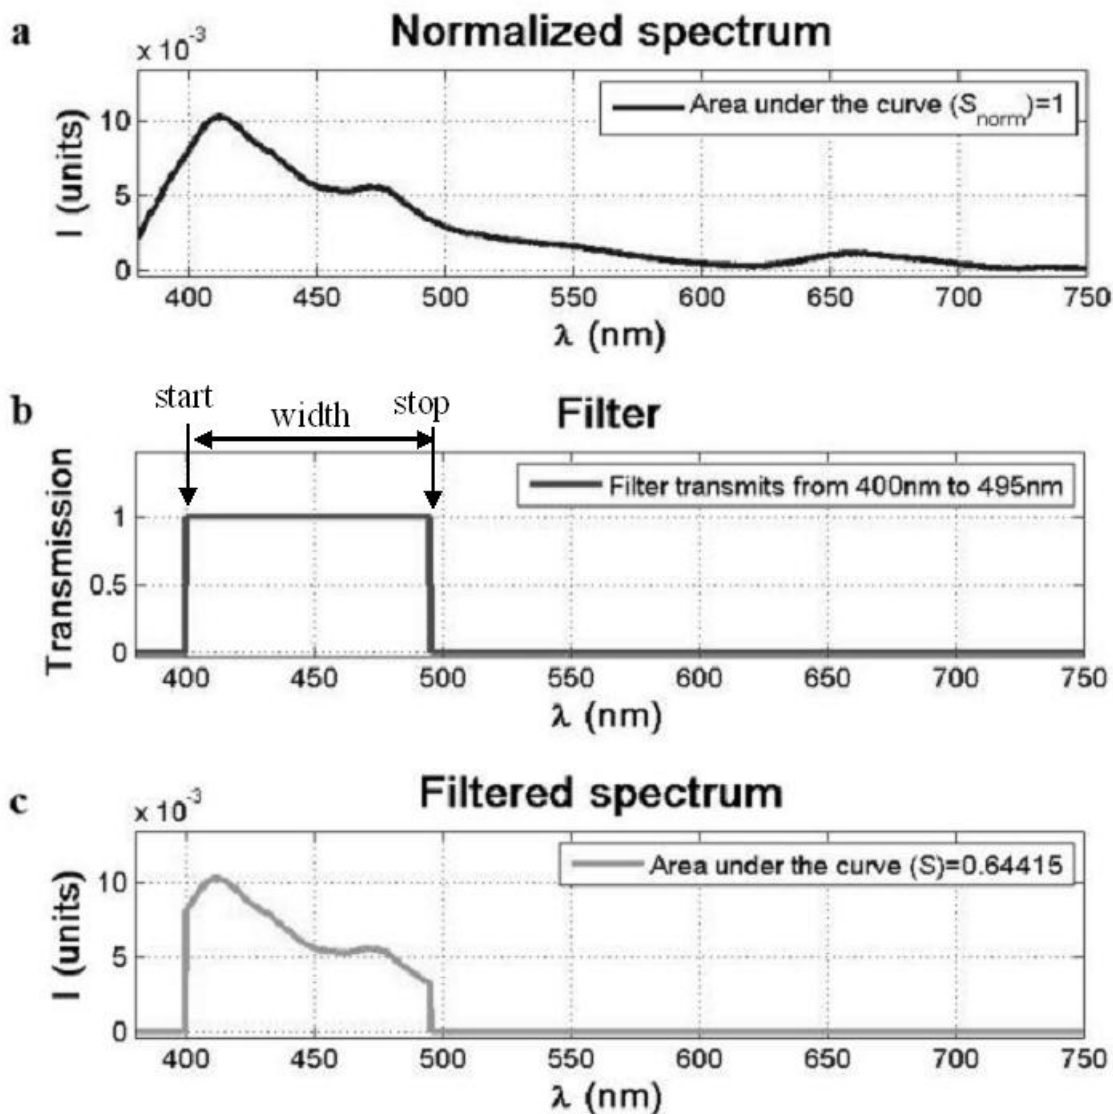 a
Normalized spectrum
x 10⁻³
I (units)
10
5
0
Area under the curve (S_norm)=1
400 450 500 550 600 650 700 750
λ (nm)
b
start
width
stop
Filter
Transmission
1
0.5
0
Filter transmits from 400nm to 495nm
400 450 500 550 600 650 700 750
λ (nm)
c
Filtered spectrum
x 10⁻³
I (units)
10
5
0
Area under the curve (S)=0.64415
400 450 500 550 600 650 700 750
λ (nm)